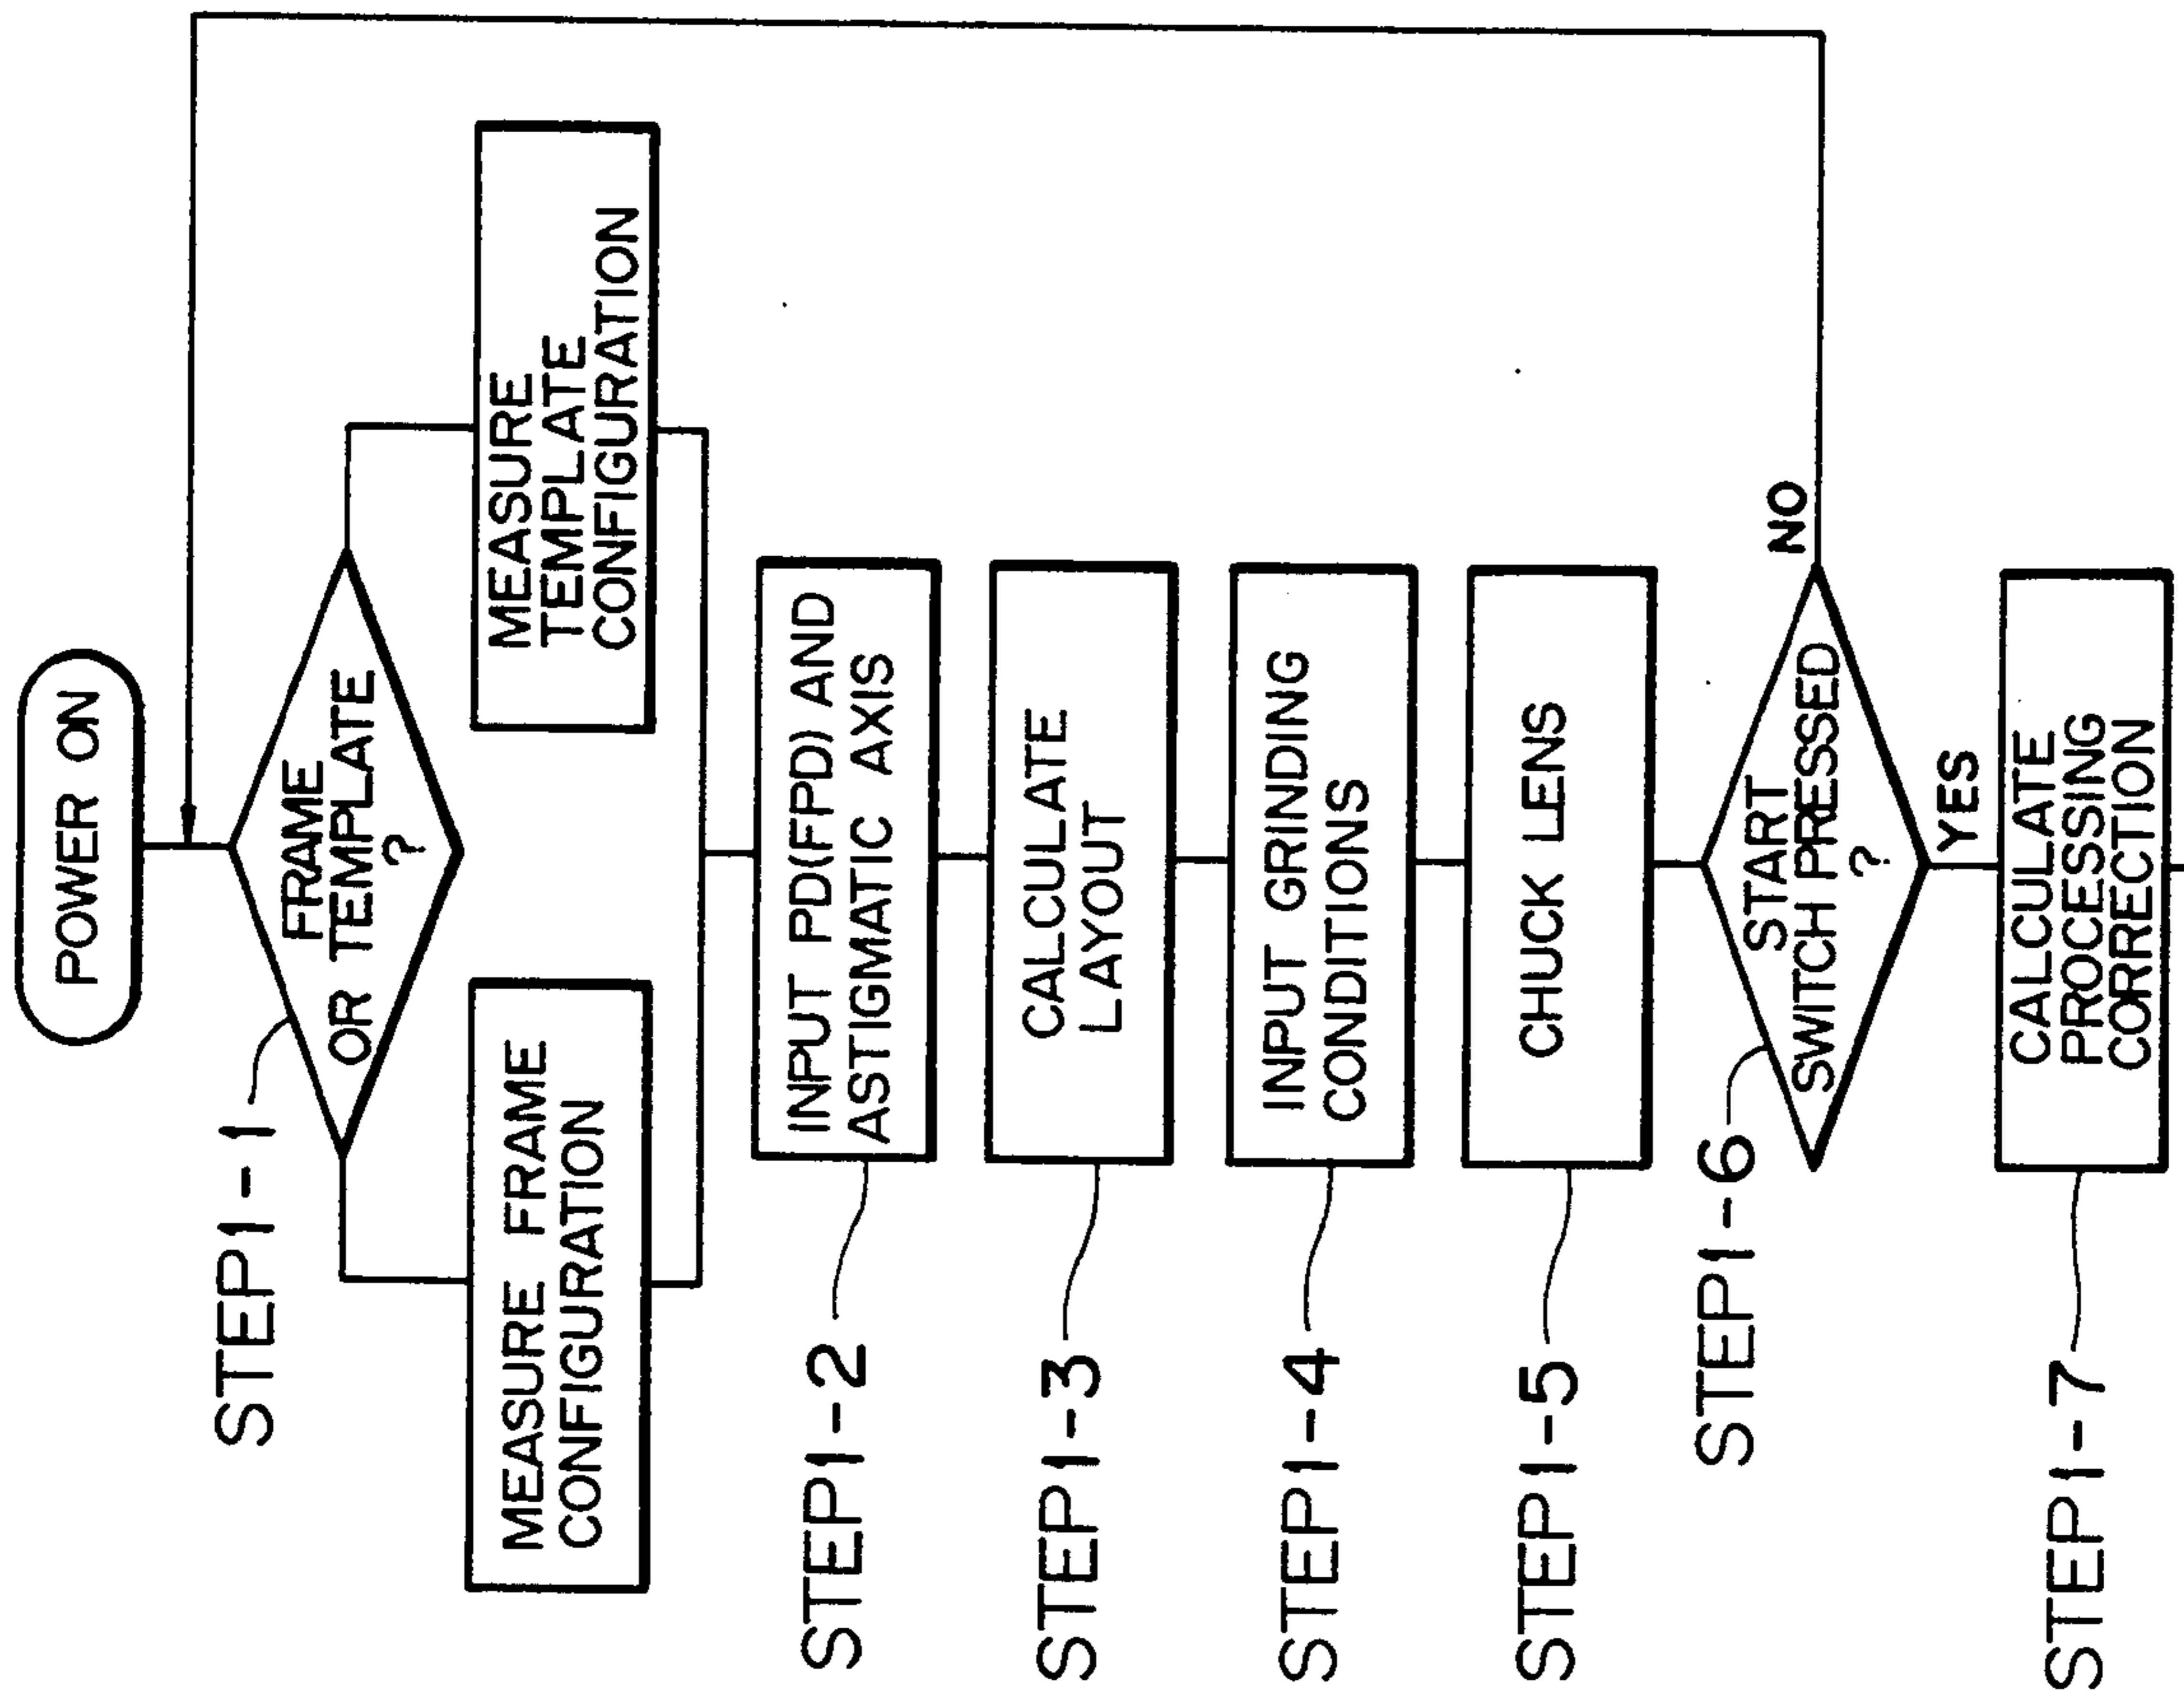 POWER ON
STEP1-1
FRAME
OR TEMPLATE
?
MEASURE FRAME
CONFIGURATION
MEASURE
TEMPLATE
CONFIGURATION
STEP1-2
INPUT PD(FPD) AND
ASTIGMATIC AXIS
STEP1-3
CALCULATE
LAYOUT
STEP1-4
INPUT GRINDING
CONDITIONS
STEP1-5
CHUCK LENS
STEP1-6
START
SWITCH PRESSED
?
NO
YES
STEP1-7
CALCULATE
PROCESSING
CORRECTION